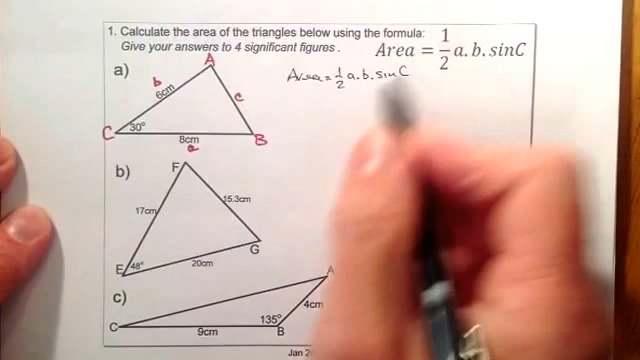 1. Calculate the area of the triangles below using the formula:
Give your answers to 4 significant figures .
Area = 1/2 a.b.sinC
a)
A
b
6cm
c
Area=1/2 a.b.sinC
C
30°
8cm
B
a
b)
F
17cm
15.3cm
G
E
48°
20cm
c)
A
4cm
135°
C
9cm
B
Jan